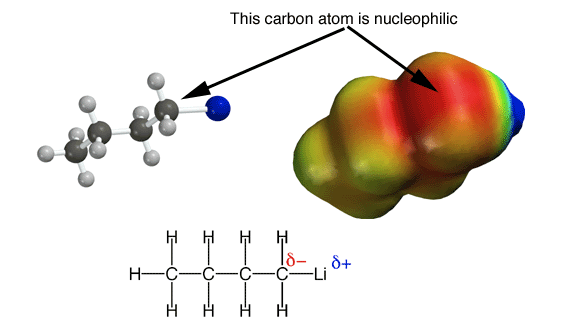 This carbon atom is nucleophilic
H H H H
δ− δ+
H C C C C Li
H H H H